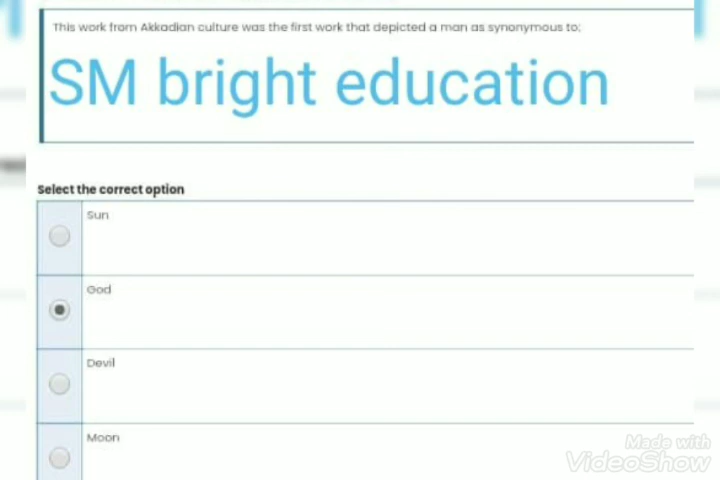 This work from Akkadian culture was the first work that depicted a man as synonymous to:
SM bright education
Select the correct option
Sun
God
Devil
Moon
Made with
VideoShow